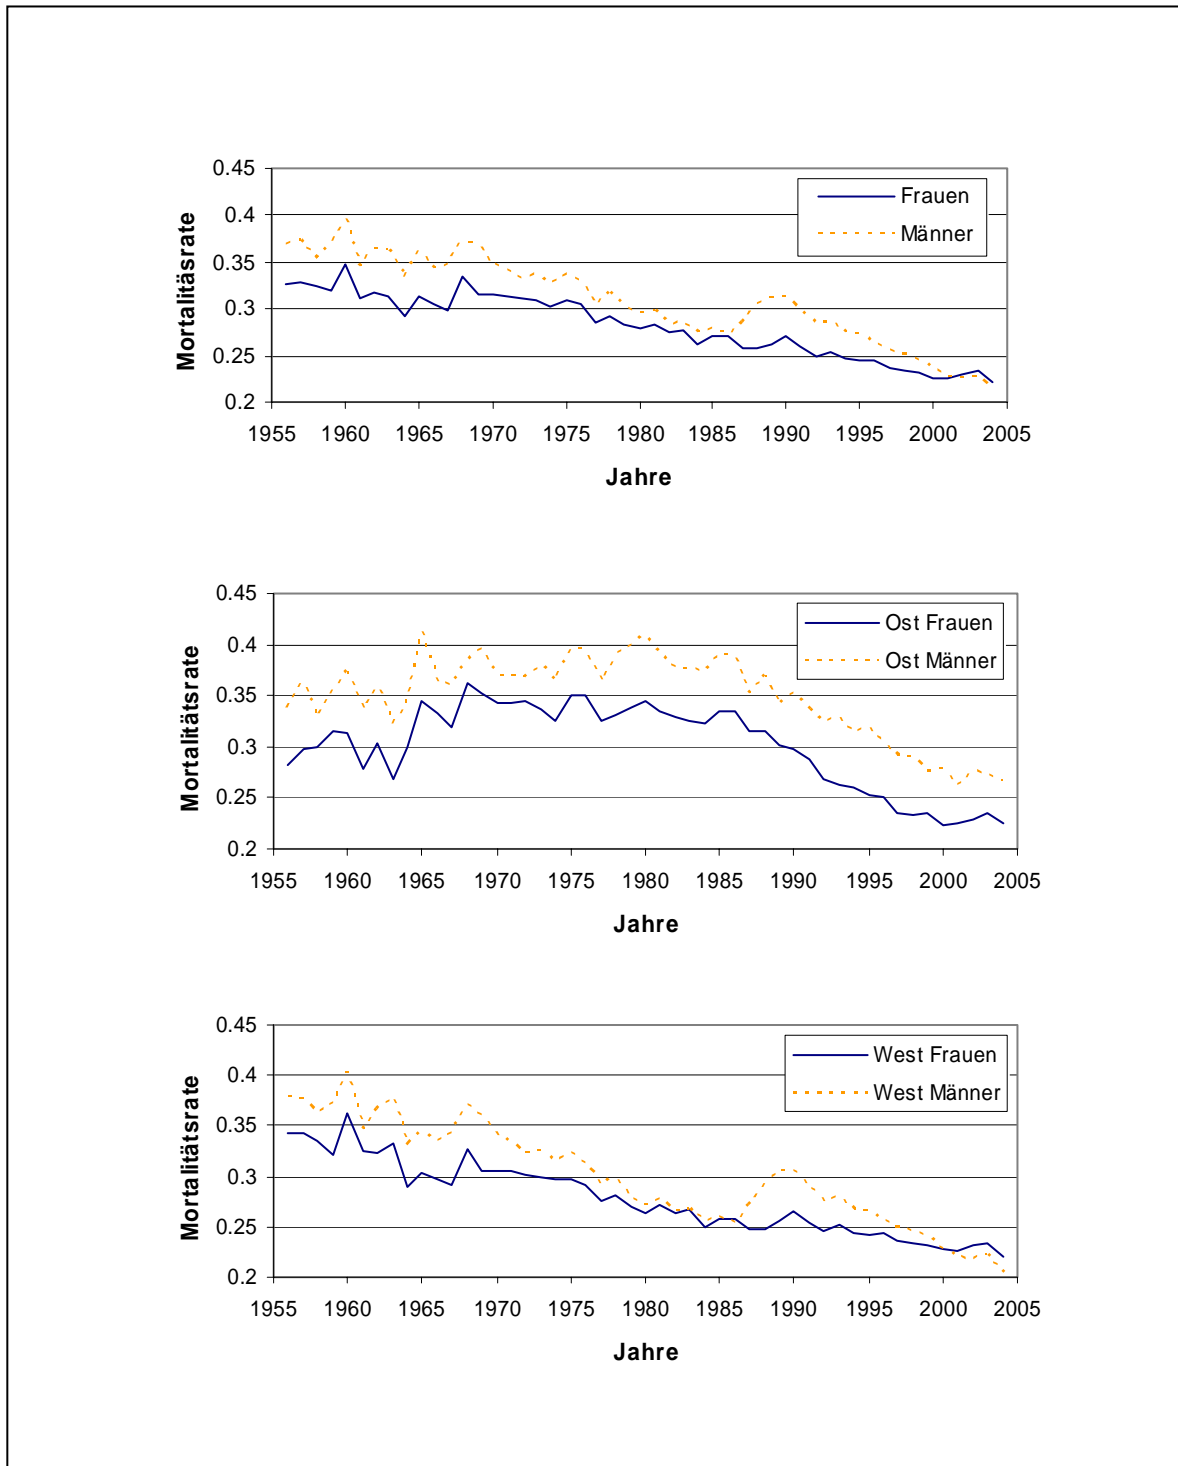 0.45
0.4
0.35
0.3
0.25
0.2
Mortalitäsrate
Frauen
Männer
1955 1960 1965 1970 1975 1980 1985 1990 1995 2000 2005
Jahre
0.45
0.4
0.35
0.3
0.25
0.2
Mortalitätsrate
Ost Frauen
Ost Männer
1955 1960 1965 1970 1975 1980 1985 1990 1995 2000 2005
Jahre
0.45
0.4
0.35
0.3
0.25
0.2
Mortalitätsrate
West Frauen
West Männer
1955 1960 1965 1970 1975 1980 1985 1990 1995 2000 2005
Jahre